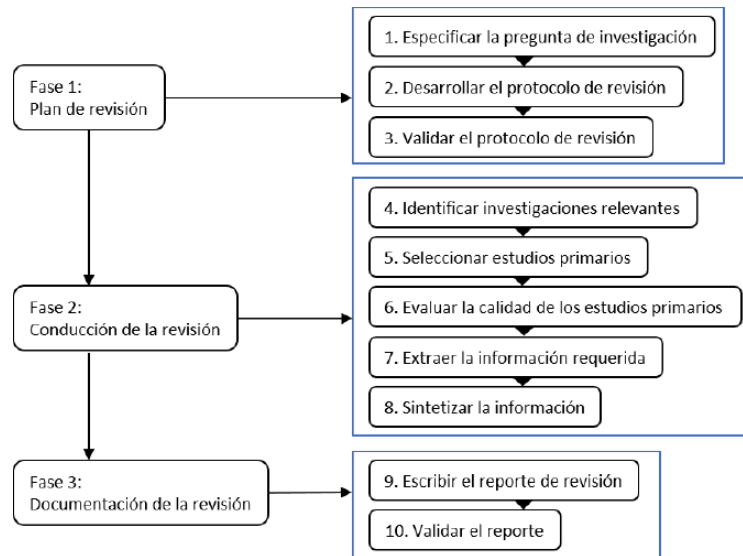 Fase 1:
Plan de revisión
1. Especificar la pregunta de investigación
2. Desarrollar el protocolo de revisión
3. Validar el protocolo de revisión
Fase 2:
Conducción de la revisión
4. Identificar investigaciones relevantes
5. Seleccionar estudios primarios
6. Evaluar la calidad de los estudios primarios
7. Extraer la información requerida
8. Sintetizar la información
Fase 3:
Documentación de la revisión
9. Escribir el reporte de revisión
10. Validar el reporte